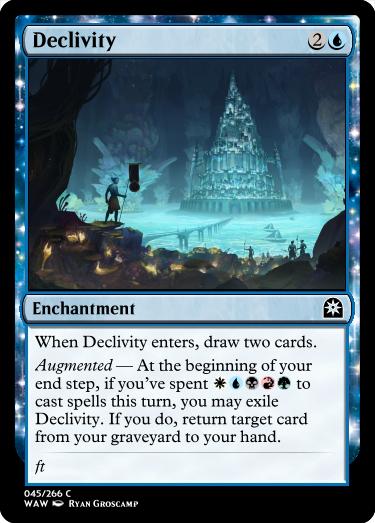 Declivity 2
Enchantment
When Declivity enters, draw two cards.
Augmented — At the beginning of your
end step, if you've spent to
cast spells this turn, you may exile
Declivity. If you do, return target card
from your graveyard to your hand.
ft
045/266 C
WAW Ryan Groscamp